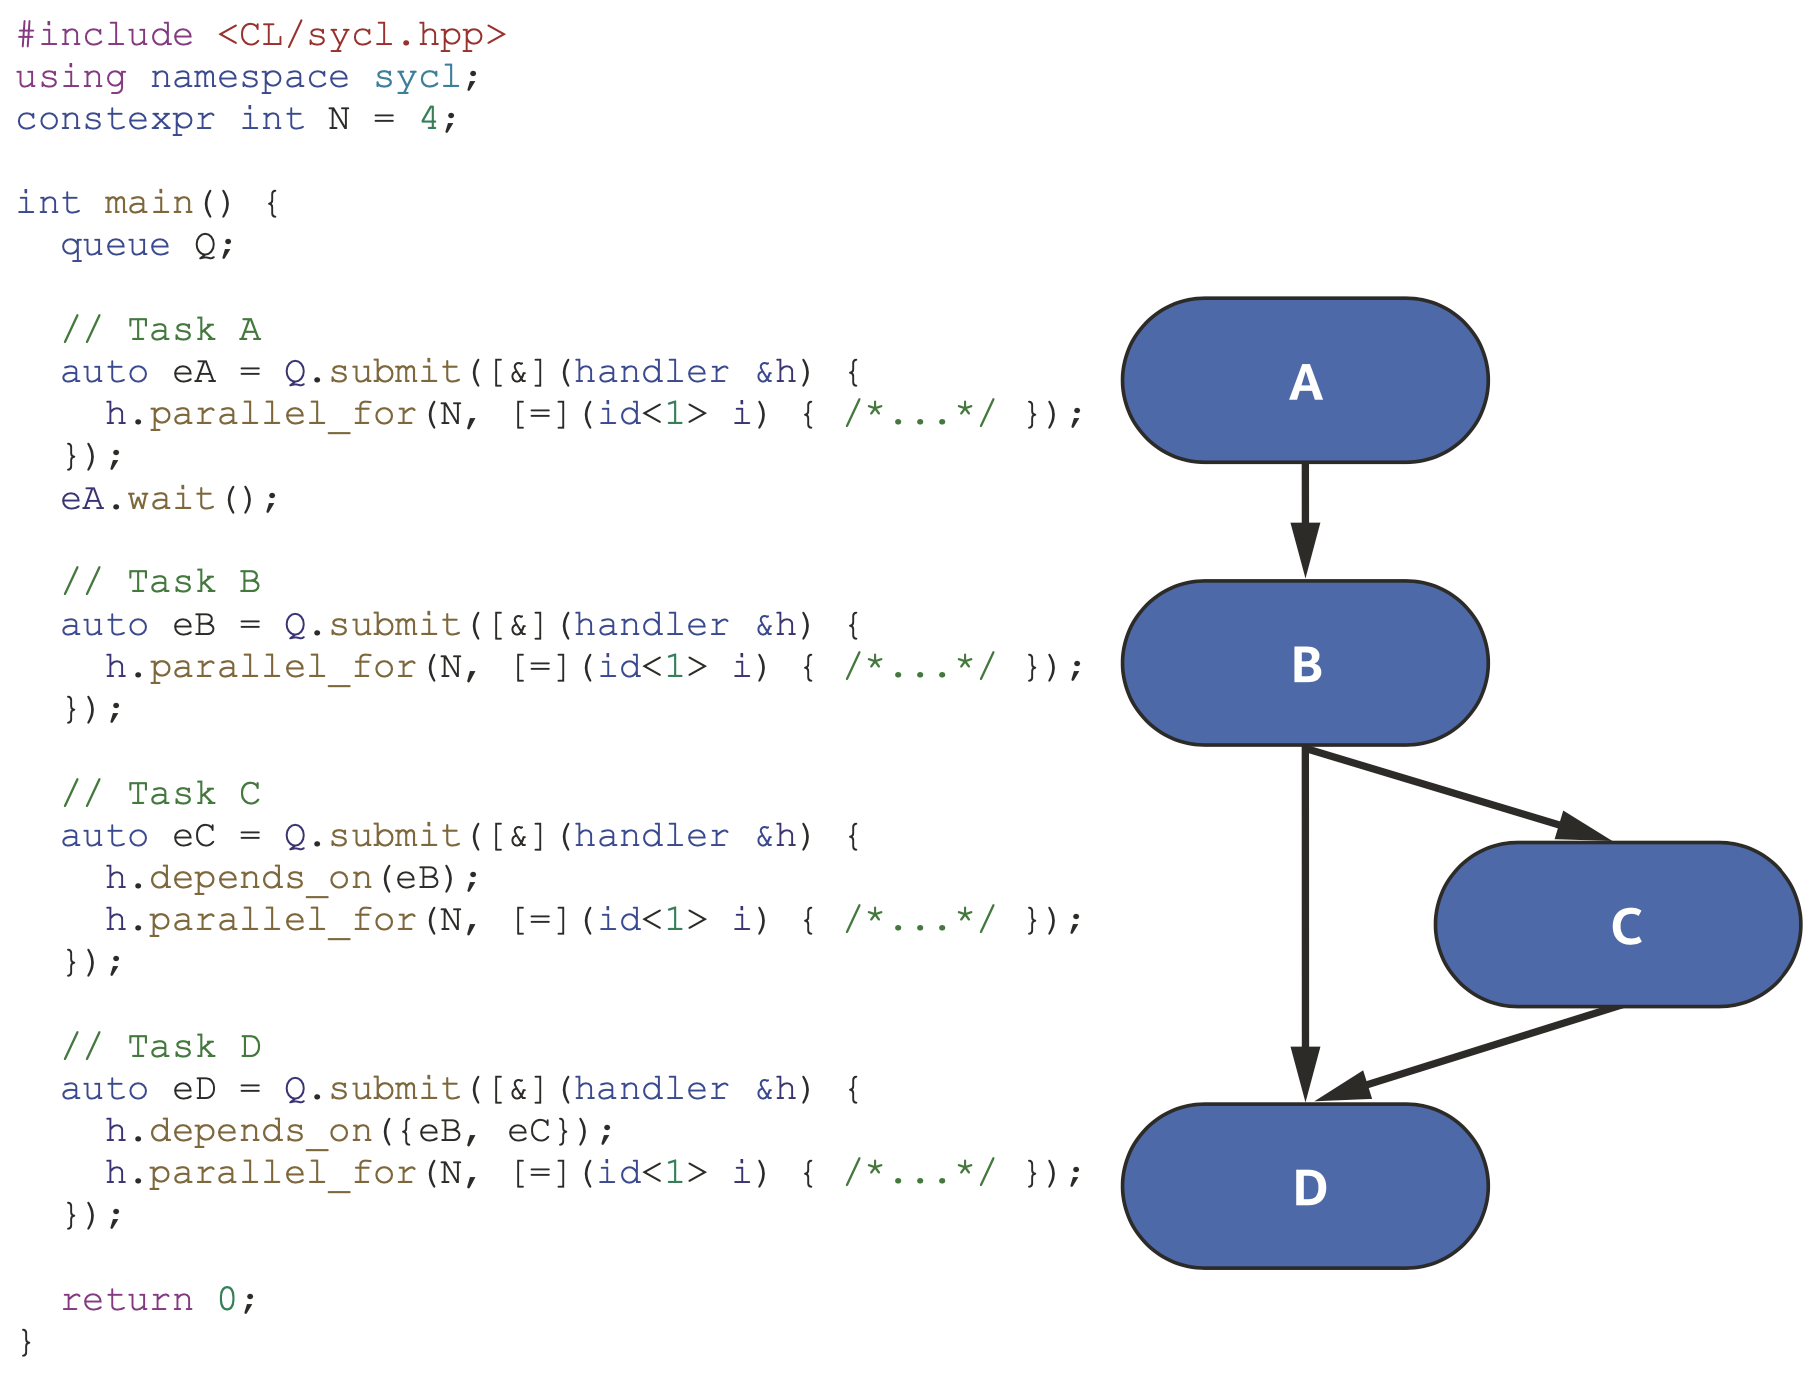 #include <CL/sycl.hpp>
using namespace sycl;
constexpr int N = 4;

int main() {
  queue Q;

  // Task A
  auto eA = Q.submit([&](handler &h) {
    h.parallel_for(N, [=](id<1> i) { /*...*/ });
  });
  eA.wait();

  // Task B
  auto eB = Q.submit([&](handler &h) {
    h.parallel_for(N, [=](id<1> i) { /*...*/ });
  });

  // Task C
  auto eC = Q.submit([&](handler &h) {
    h.depends_on(eB);
    h.parallel_for(N, [=](id<1> i) { /*...*/ });
  });

  // Task D
  auto eD = Q.submit([&](handler &h) {
    h.depends_on({eB, eC});
    h.parallel_for(N, [=](id<1> i) { /*...*/ });
  });

  return 0;
}
A
B
C
D